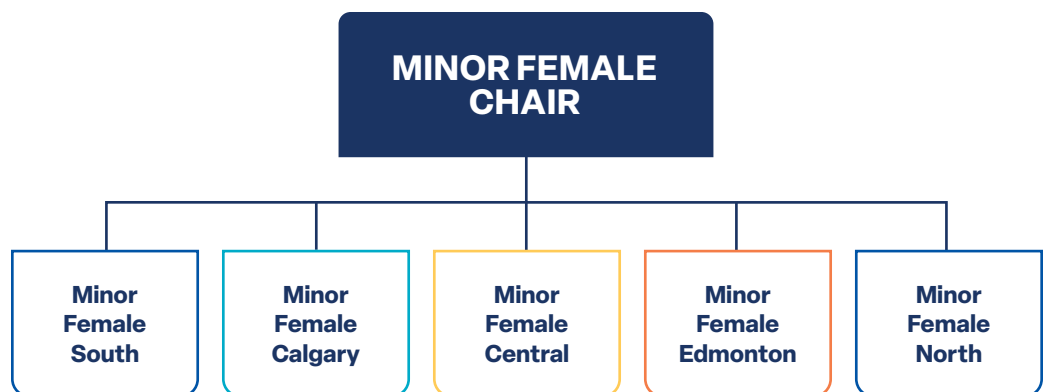 MINOR FEMALE
CHAIR
Minor
Female
South
Minor
Female
Calgary
Minor
Female
Central
Minor
Female
Edmonton
Minor
Female
North